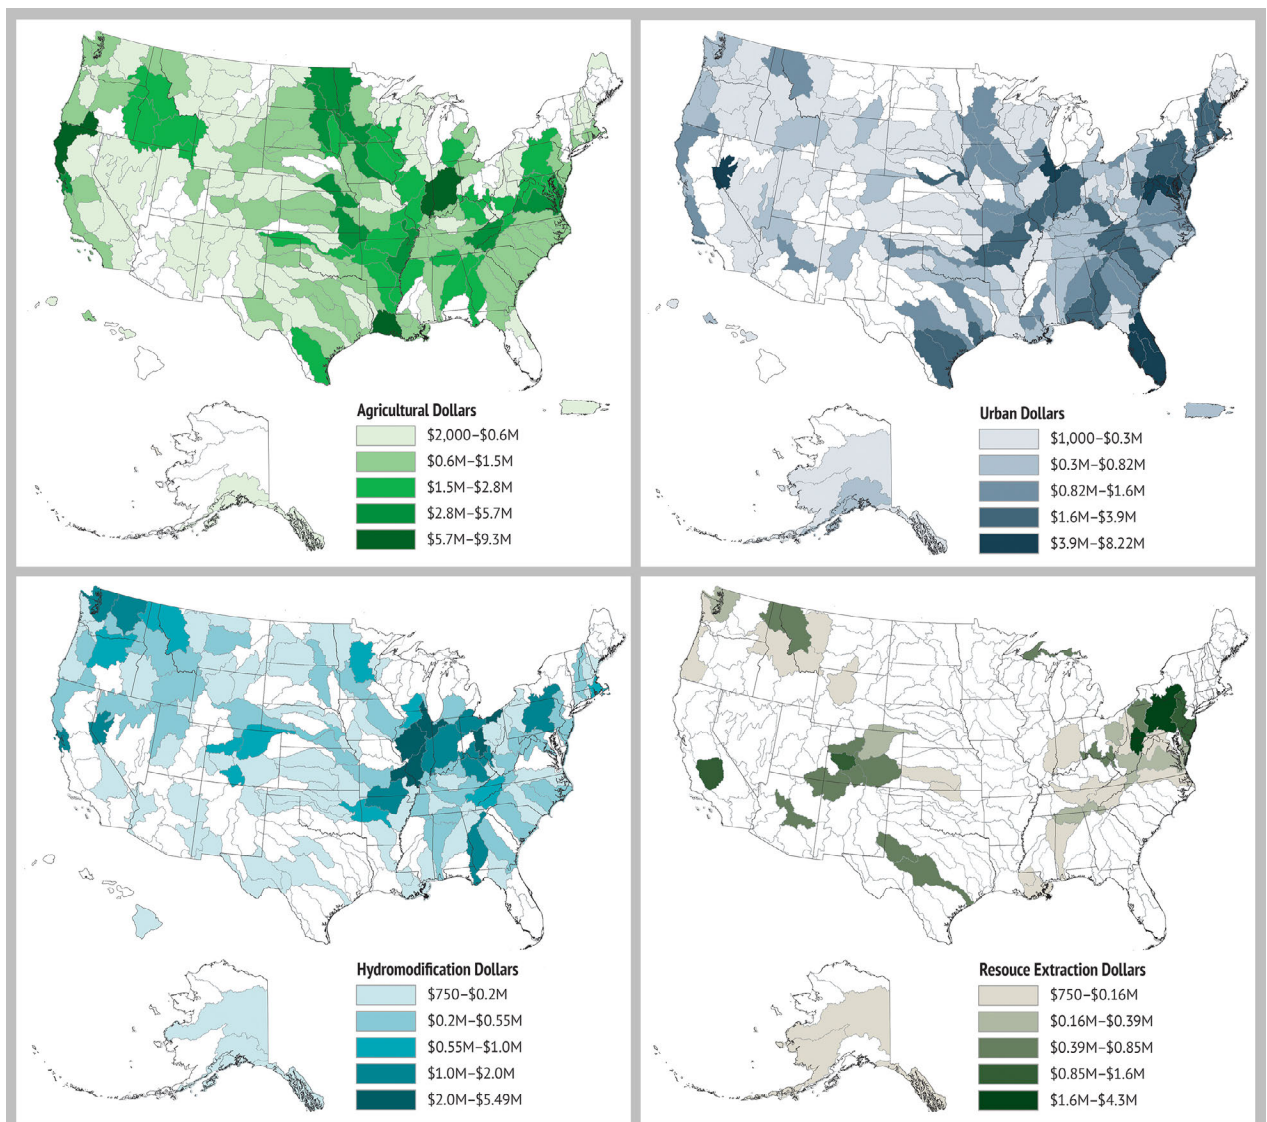 Agricultural Dollars
$2,000–$0.6M
$0.6M–$1.5M
$1.5M–$2.8M
$2.8M–$5.7M
$5.7M–$9.3M
Urban Dollars
$1,000–$0.3M
$0.3M–$0.82M
$0.82M–$1.6M
$1.6M–$3.9M
$3.9M–$8.22M
Hydromodification Dollars
$750–$0.2M
$0.2M–$0.55M
$0.55M–$1.0M
$1.0M–$2.0M
$2.0M–$5.49M
Resouce Extraction Dollars
$750–$0.16M
$0.16M–$0.39M
$0.39M–$0.85M
$0.85M–$1.6M
$1.6M–$4.3M